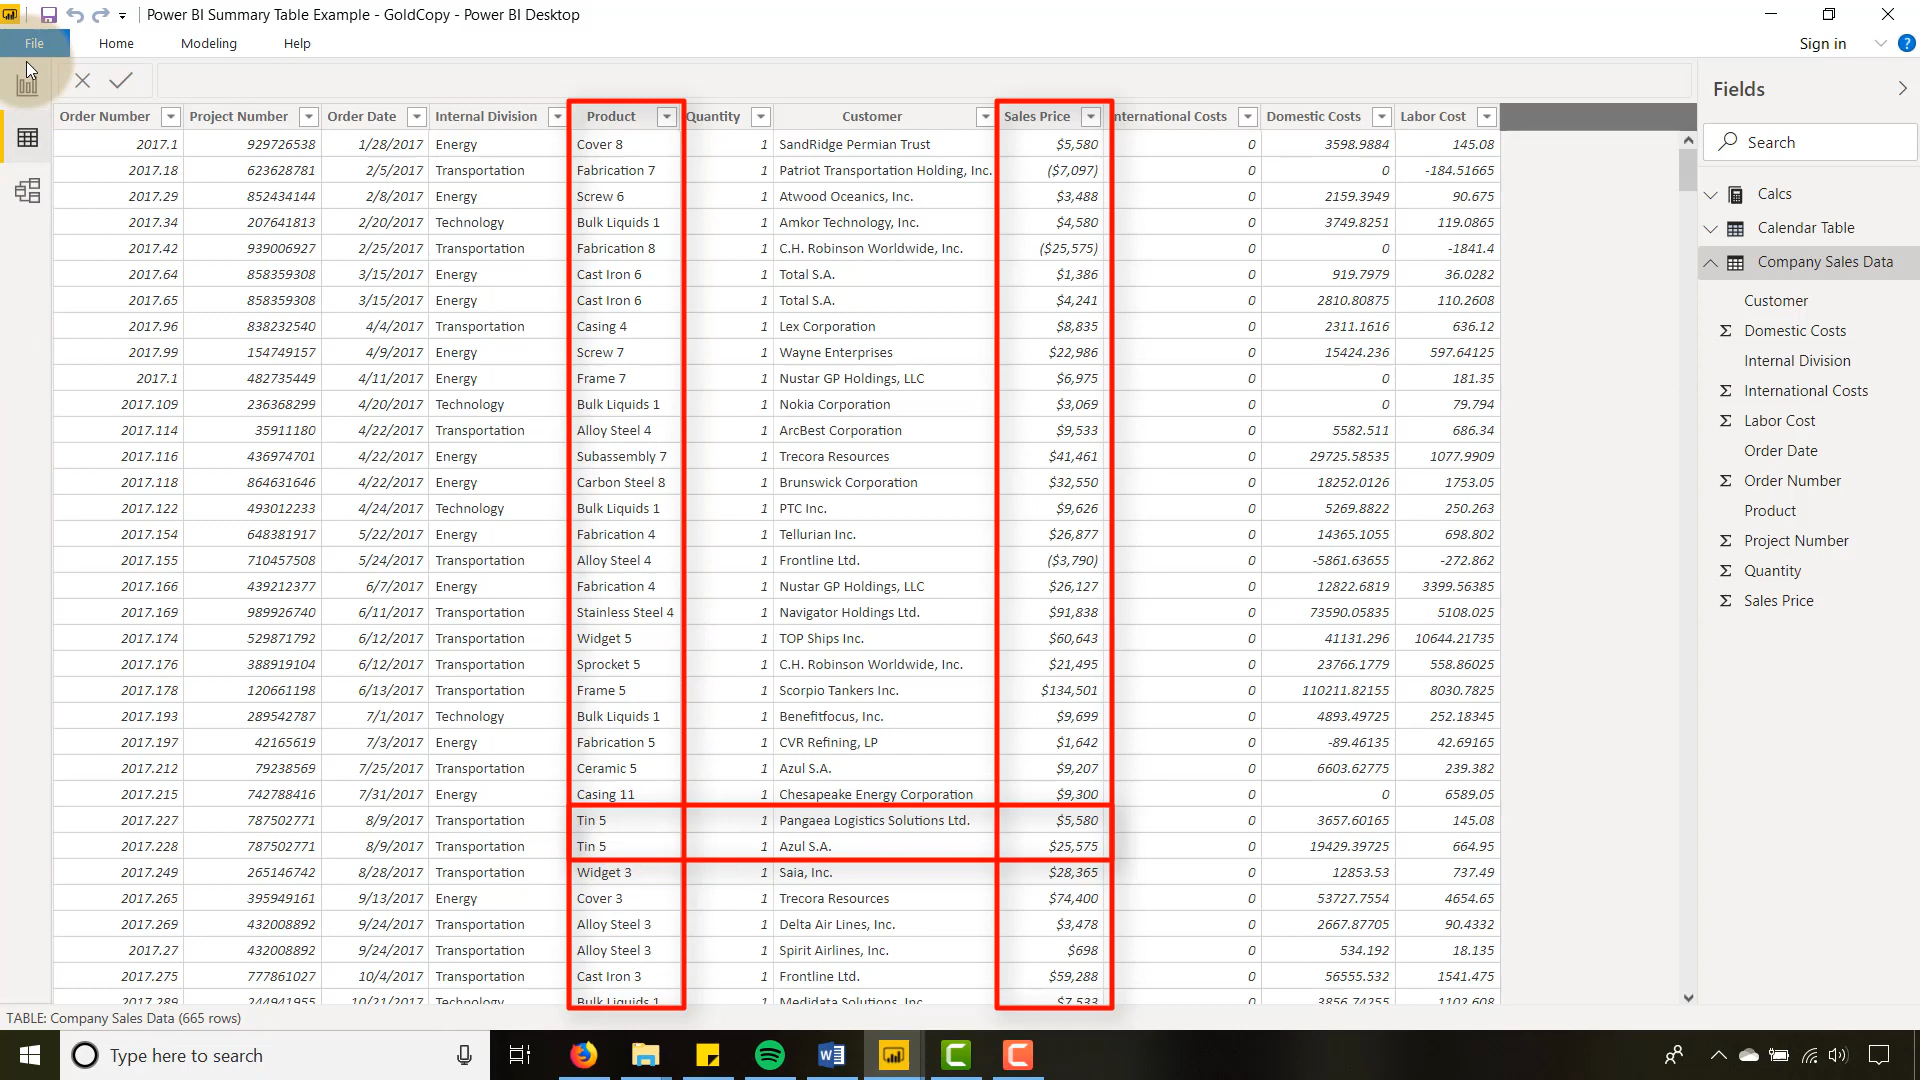 Power BI Summary Table Example - GoldCopy - Power BI Desktop
File Home Modeling Help Sign in ?
Fields
Order Number Project Number Order Date Internal Division Product Quantity Customer Sales Price nternational Costs Domestic Costs Labor Cost
Search
2017.1 929726538 1/28/2017 Energy Cover 8 1 SandRidge Permian Trust $5,580 0 3598.9884 145.08
2017.18 623628781 2/5/2017 Transportation Fabrication 7 1 Patriot Transportation Holding, Inc. ($7,097) 0 0 -184.51665
2017.29 852434144 2/8/2017 Energy Screw 6 1 Atwood Oceanics, Inc. $3,488 0 2159.3949 90.675
2017.34 207641813 2/20/2017 Technology Bulk Liquids 1 1 Amkor Technology, Inc. $4,580 0 3749.8251 119.0865
2017.42 939006927 2/25/2017 Transportation Fabrication 8 1 C.H. Robinson Worldwide, Inc. ($25,575) 0 0 -1841.4
2017.64 858359308 3/15/2017 Energy Cast Iron 6 1 Total S.A. $1,386 0 919.7979 36.0282
2017.65 858359308 3/15/2017 Energy Cast Iron 6 1 Total S.A. $4,241 0 2810.80875 110.2608
2017.96 838232540 4/4/2017 Transportation Casing 4 1 Lex Corporation $8,835 0 2311.1616 636.12
2017.99 154749157 4/9/2017 Energy Screw 7 1 Wayne Enterprises $22,986 0 15424.236 597.64125
2017.1 482735449 4/11/2017 Energy Frame 7 1 Nustar GP Holdings, LLC $6,975 0 0 181.35
2017.109 236368299 4/20/2017 Technology Bulk Liquids 1 1 Nokia Corporation $3,069 0 0 79.794
2017.114 35911180 4/22/2017 Transportation Alloy Steel 4 1 ArcBest Corporation $9,533 0 5582.511 686.34
2017.116 436974701 4/22/2017 Energy Subassembly 7 1 Trecora Resources $41,461 0 29725.58535 1077.9909
2017.118 864631646 4/22/2017 Energy Carbon Steel 8 1 Brunswick Corporation $32,550 0 18252.0126 1753.05
2017.122 493012233 4/24/2017 Technology Bulk Liquids 1 1 PTC Inc. $9,626 0 5269.8822 250.263
2017.154 648381917 5/22/2017 Energy Fabrication 4 1 Tellurian Inc. $26,877 0 14365.1055 698.802
2017.155 710457508 5/24/2017 Transportation Alloy Steel 4 1 Frontline Ltd. ($3,790) 0 -5861.63655 -272.862
2017.166 439212377 6/7/2017 Energy Fabrication 4 1 Nustar GP Holdings, LLC $26,127 0 12822.6819 3399.56385
2017.169 989926740 6/11/2017 Transportation Stainless Steel 4 1 Navigator Holdings Ltd. $91,838 0 73590.05835 5108.025
2017.174 529871792 6/12/2017 Transportation Widget 5 1 TOP Ships Inc. $60,643 0 41131.296 10644.21735
2017.176 388919104 6/12/2017 Transportation Sprocket 5 1 C.H. Robinson Worldwide, Inc. $21,495 0 23766.1779 558.86025
2017.178 120661198 6/13/2017 Transportation Frame 5 1 Scorpio Tankers Inc. $134,501 0 110211.82155 8030.7825
2017.193 289542787 7/1/2017 Technology Bulk Liquids 1 1 Benefitfocus, Inc. $9,699 0 4893.49725 252.18345
2017.197 42165619 7/3/2017 Energy Fabrication 5 1 CVR Refining, LP $1,642 0 -89.46135 42.69165
2017.212 79238569 7/25/2017 Transportation Ceramic 5 1 Azul S.A. $9,207 0 6603.62775 239.382
2017.215 742788416 7/31/2017 Energy Casing 11 1 Chesapeake Energy Corporation $9,300 0 0 6589.05
2017.227 787502771 8/9/2017 Transportation Tin 5 1 Pangaea Logistics Solutions Ltd. $5,580 0 3657.60165 145.08
2017.228 787502771 8/9/2017 Transportation Tin 5 1 Azul S.A. $25,575 0 19429.39725 664.95
2017.249 265146742 8/28/2017 Transportation Widget 3 1 Saia, Inc. $28,365 0 12853.53 737.49
2017.265 395949161 9/13/2017 Energy Cover 3 1 Trecora Resources $74,400 0 53727.7554 4654.65
2017.269 432008892 9/24/2017 Transportation Alloy Steel 3 1 Delta Air Lines, Inc. $3,478 0 2667.87705 90.4332
2017.27 432008892 9/24/2017 Transportation Alloy Steel 3 1 Spirit Airlines, Inc. $698 0 534.192 18.135
2017.275 777861027 10/4/2017 Transportation Cast Iron 3 1 Frontline Ltd. $59,288 0 56555.532 1541.475
2017.289 244941955 10/21/2017 Technology Bulk Liquids 1 1 Medidata Solutions, Inc. $7,533 0 3856.74255 1102.608
Calcs
Calendar Table
Company Sales Data
Customer
Σ Domestic Costs
Internal Division
Σ International Costs
Σ Labor Cost
Order Date
Σ Order Number
Product
Σ Project Number
Σ Quantity
Σ Sales Price
TABLE: Company Sales Data (665 rows)
Type here to search